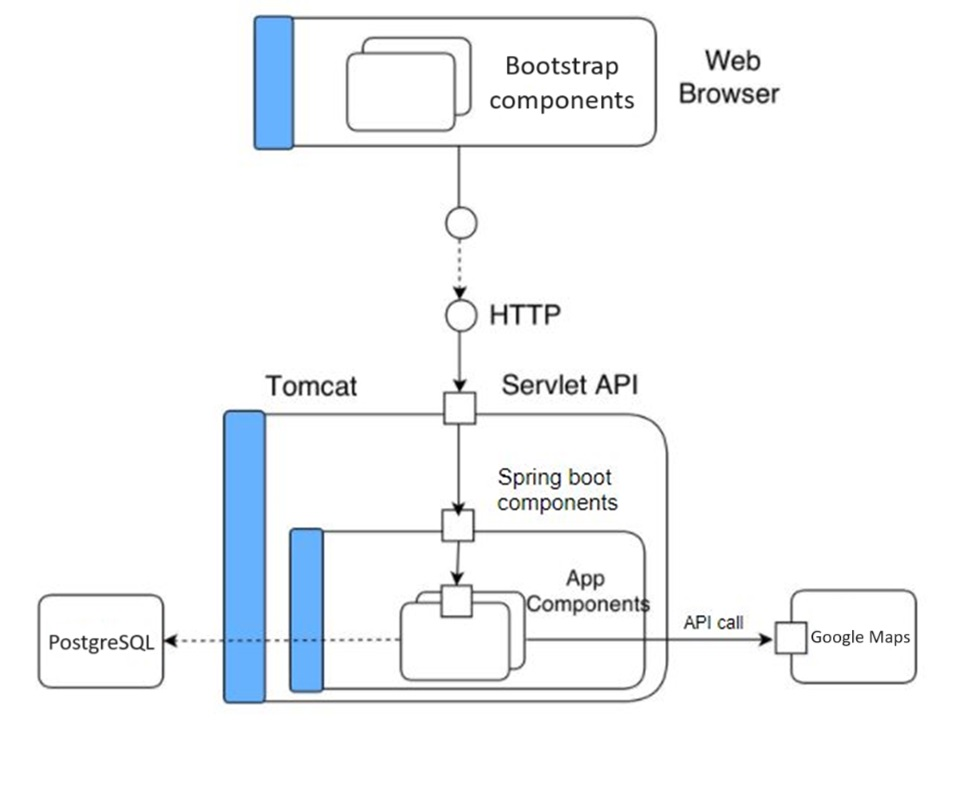 Bootstrap
components
Web
Browser
HTTP
Tomcat
Servlet API
Spring boot
components
App
Components
PostgreSQL
API call
Google Maps